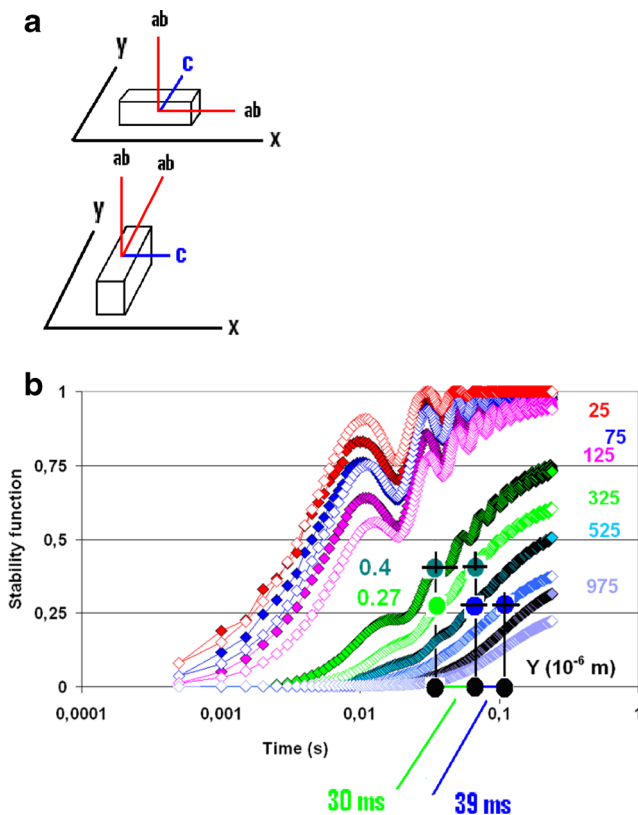 a
ab
y
c
ab
x
ab
ab
y
c
x
b
1
25
75
0,75
125
325
Stability function
0,5
525
0.4
0.27
975
0,25
Y (10⁻⁶ m)
0
0,0001
0,001
0,01
0,1
1
Time (s)
30 ms
39 ms